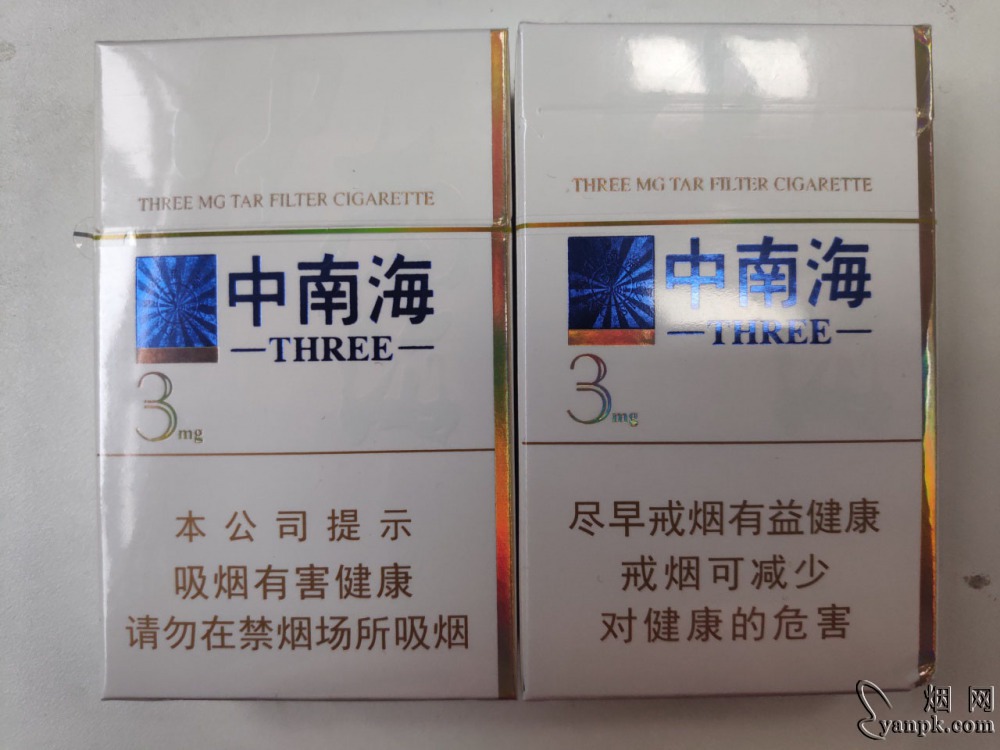 THREE MG TAR FILTER CIGARETTE
中南海
—THREE—
3mg
本公司提示
吸烟有害健康
请勿在禁烟场所吸烟
THREE MG TAR FILTER CIGARETTE
中南海
—THREE—
3mg
尽早戒烟有益健康
戒烟可减少
对健康的危害
烟网
yanpk.com